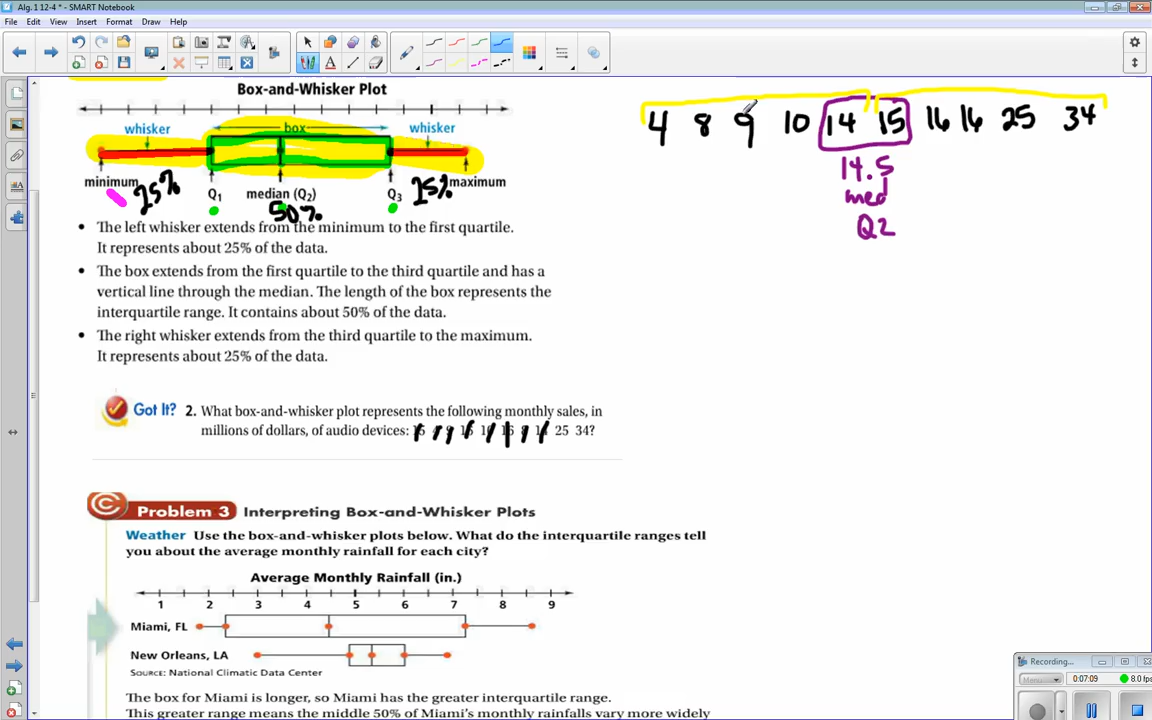 Alg.1 12-4 * - SMART Notebook
File Edit View Insert Format Draw Help
Box-and-Whisker Plot
whisker box whisker
minimum Q1 median (Q2) Q3 maximum
25% 50% 25%
4 8 9 10 14 15 16 16 25 34
14.5
med
Q2
• The left whisker extends from the minimum to the first quartile.
It represents about 25% of the data.
• The box extends from the first quartile to the third quartile and has a
vertical line through the median. The length of the box represents the
interquartile range. It contains about 50% of the data.
• The right whisker extends from the third quartile to the maximum.
It represents about 25% of the data.
Got It? 2. What box-and-whisker plot represents the following monthly sales, in
millions of dollars, of audio devices: 25 34?
Problem 3 Interpreting Box-and-Whisker Plots
Weather Use the box-and-whisker plots below. What do the interquartile ranges tell
you about the average monthly rainfall for each city?
Average Monthly Rainfall (in.)
1 2 3 4 5 6 7 8 9
Miami, FL
New Orleans, LA
SOURCE: National Climatic Data Center
The box for Miami is longer, so Miami has the greater interquartile range.
This greater range means the middle 50% of Miami's monthly rainfalls vary more widely
Recording...
Menu 0:07:09 8.0 fps